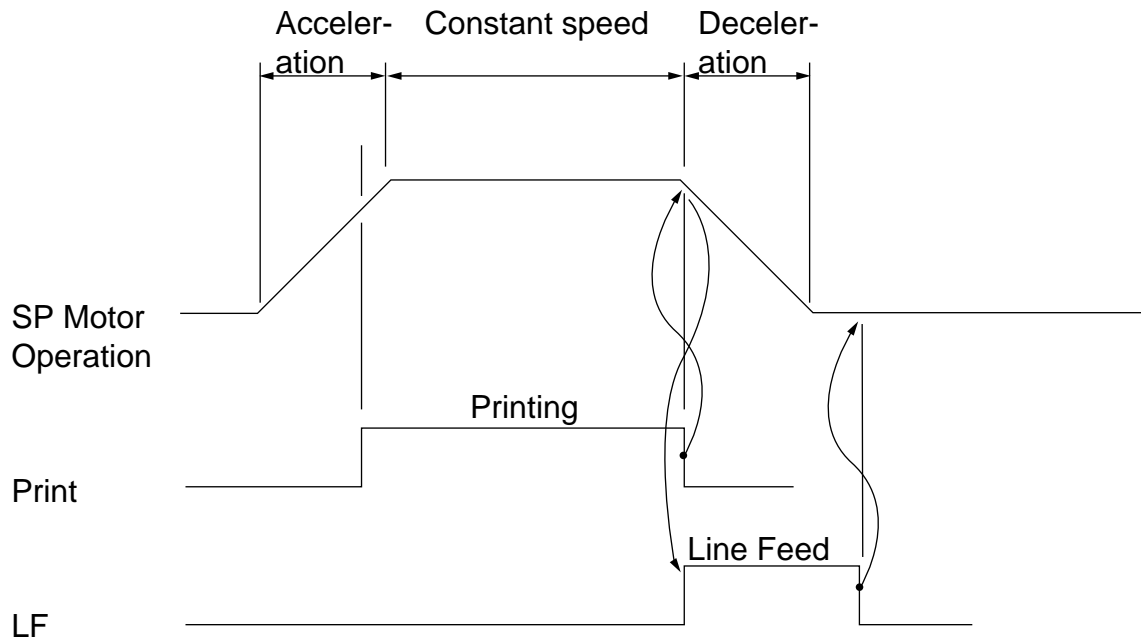 Acceler-
ation
Constant speed
Deceler-
ation
SP Motor
Operation
Printing
Print
Line Feed
LF